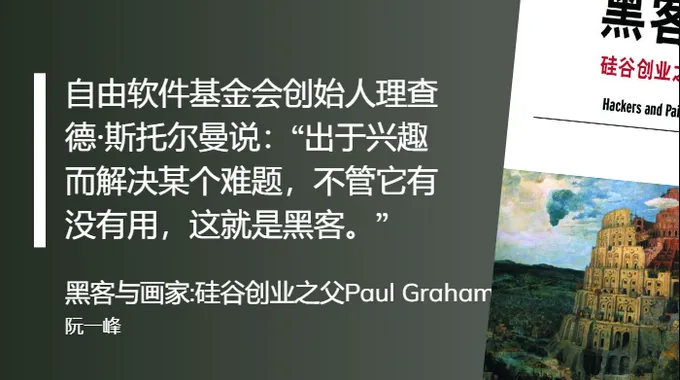 自由软件基金会创始人理查
德·斯托尔曼说：“出于兴趣
而解决某个难题，不管它有
没有用，这就是黑客。”
黑客与画家:硅谷创业之父Paul Graham
阮一峰
黑客
硅谷创业之
Hackers and Pai